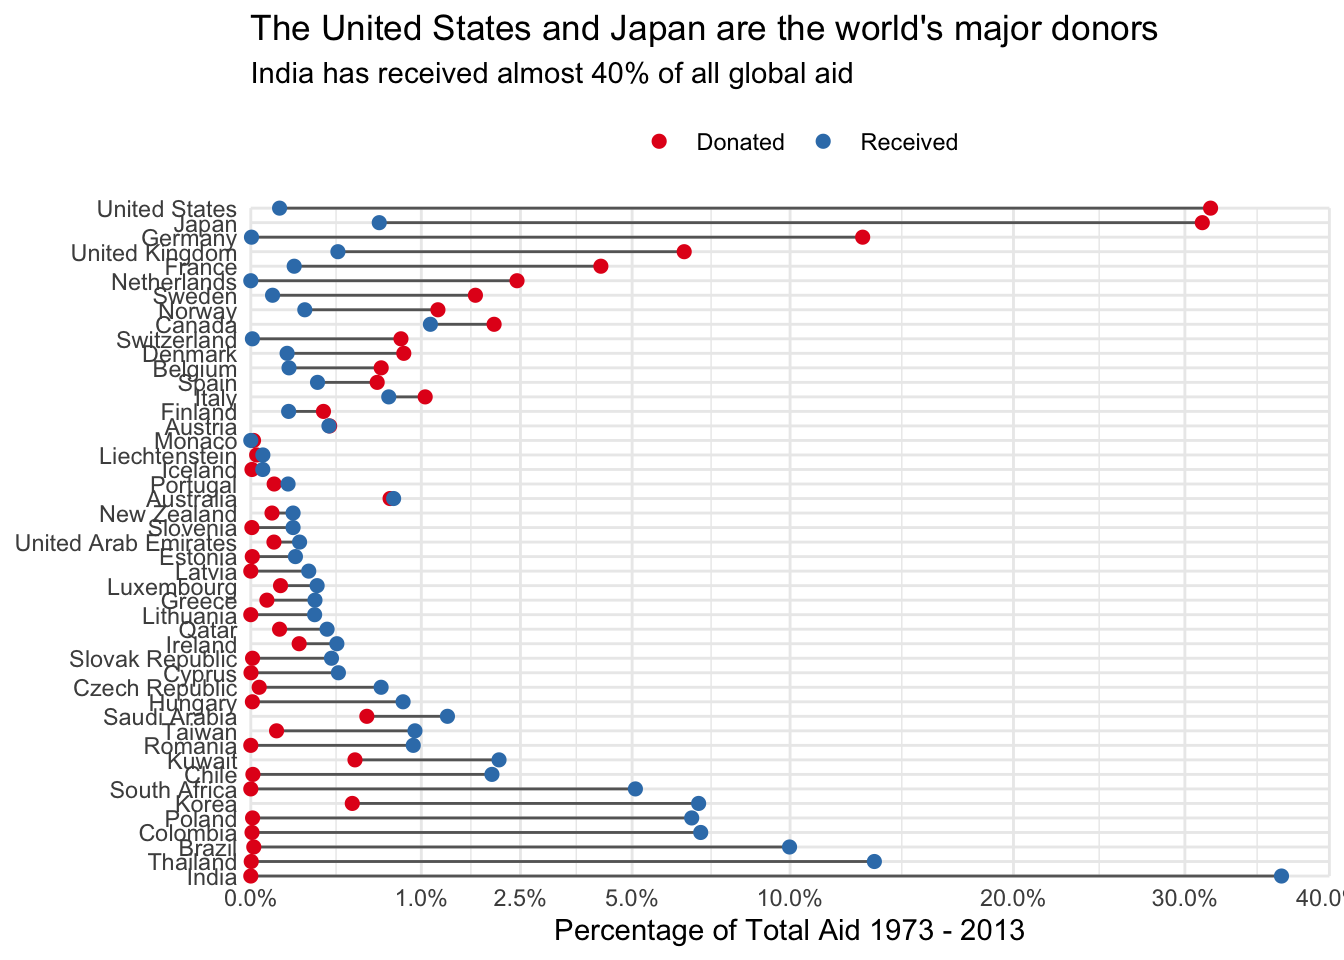 The United States and Japan are the world's major donors
India has received almost 40% of all global aid
Donated Received
United States
Japan
Germany
United Kingdom
France
Netherlands
Sweden
Norway
Canada
Switzerland
Denmark
Belgium
Spain
Italy
Finland
Austria
Monaco
Liechtenstein
Iceland
Portugal
Australia
New Zealand
Slovenia
United Arab Emirates
Estonia
Latvia
Luxembourg
Greece
Lithuania
Qatar
Ireland
Slovak Republic
Cyprus
Czech Republic
Hungary
Saudi Arabia
Taiwan
Romania
Kuwait
Chile
South Africa
Korea
Poland
Colombia
Brazil
Thailand
India
0.0% 1.0% 2.5% 5.0% 10.0% 20.0% 30.0% 40.0%
Percentage of Total Aid 1973 - 2013